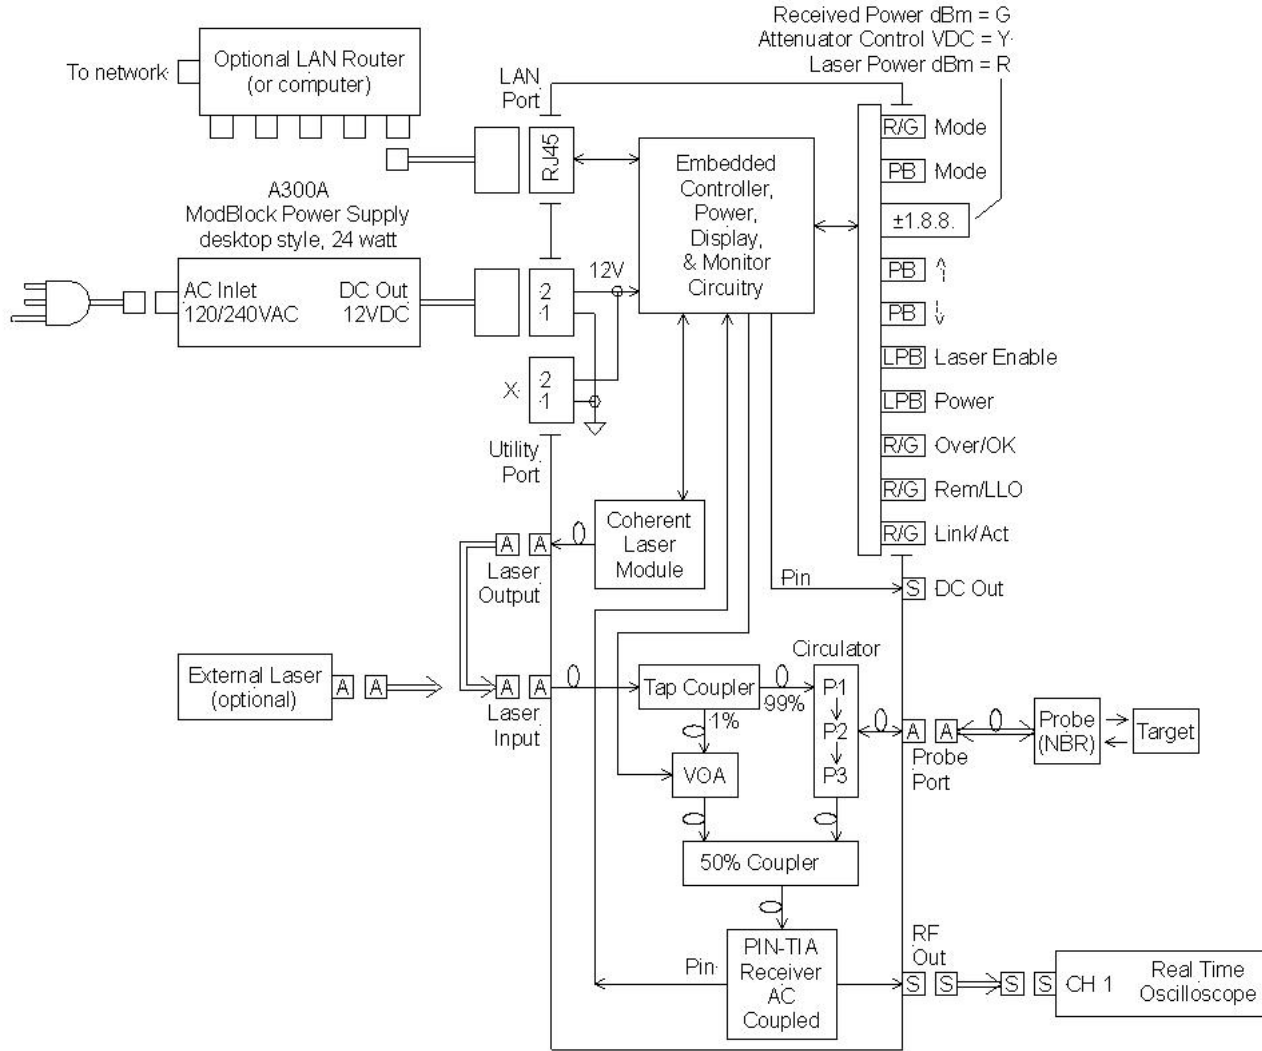 Received Power dBm = G
Attenuator Control VDC = Y
Laser Power dBm = R
To network
Optional LAN Router
(or computer)
LAN
Port
RJ45
Embedded
Controller,
Power,
Display,
& Monitor
Circuitry
R/G Mode
PB Mode
±1.8.8.
PB
PB
LPB Laser Enable
LPB Power
R/G Over/OK
R/G Rem/LLO
R/G Link/Act
A300A
ModBlock Power Supply
desktop style, 24 watt
AC Inlet
120/240VAC
DC Out
12VDC
2
1
12V
X
2
1
Utility
Port
Coherent
Laser
Module
A A
Laser
Output
Pin
S DC Out
External Laser
(optional)
A A
A A
Laser
Input
Tap Coupler
1%
99%
Circulator
P1
P2
P3
A A
Probe
Port
Probe
(NBR)
Target
VOA
50% Coupler
PIN-TIA
Receiver
AC
Coupled
Pin
RF
Out
S S S S
CH 1
Real Time
Oscilloscope